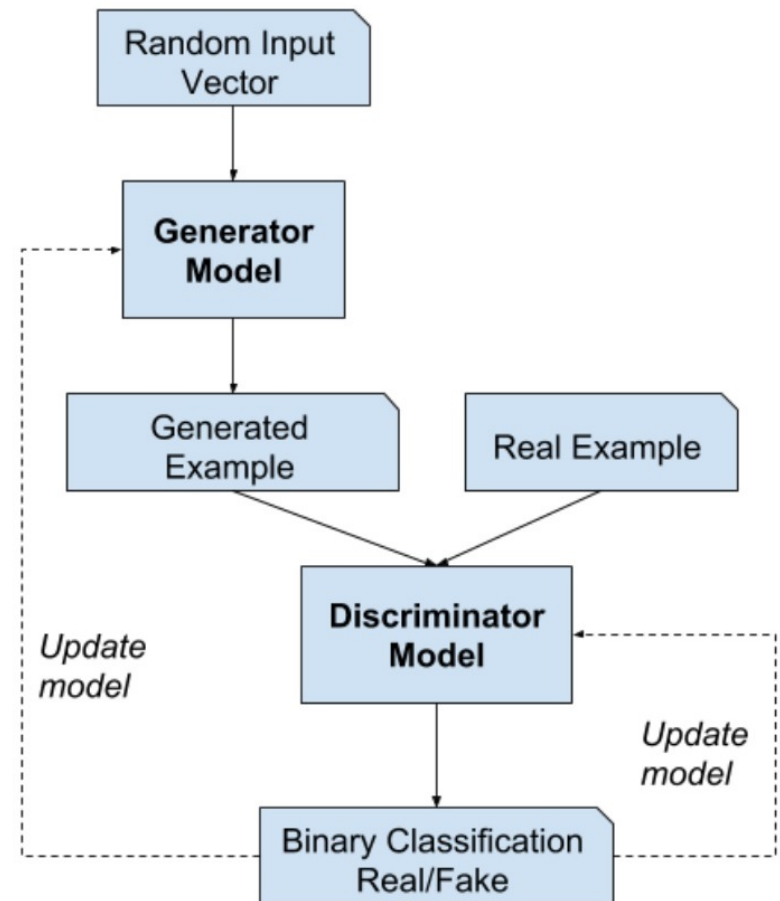 Random Input
Vector
Generator
Model
Generated
Example
Real Example
Discriminator
Model
Update
model
Update
model
Binary Classification
Real/Fake